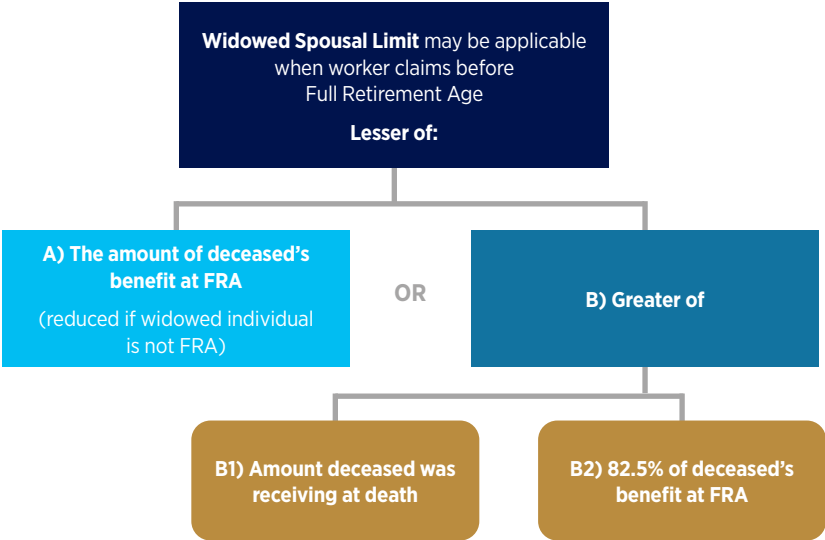 Widowed Spousal Limit may be applicable
when worker claims before
Full Retirement Age
Lesser of:
A) The amount of deceased’s
benefit at FRA
(reduced if widowed individual
is not FRA)
OR
B) Greater of
B1) Amount deceased was
receiving at death
B2) 82.5% of deceased’s
benefit at FRA